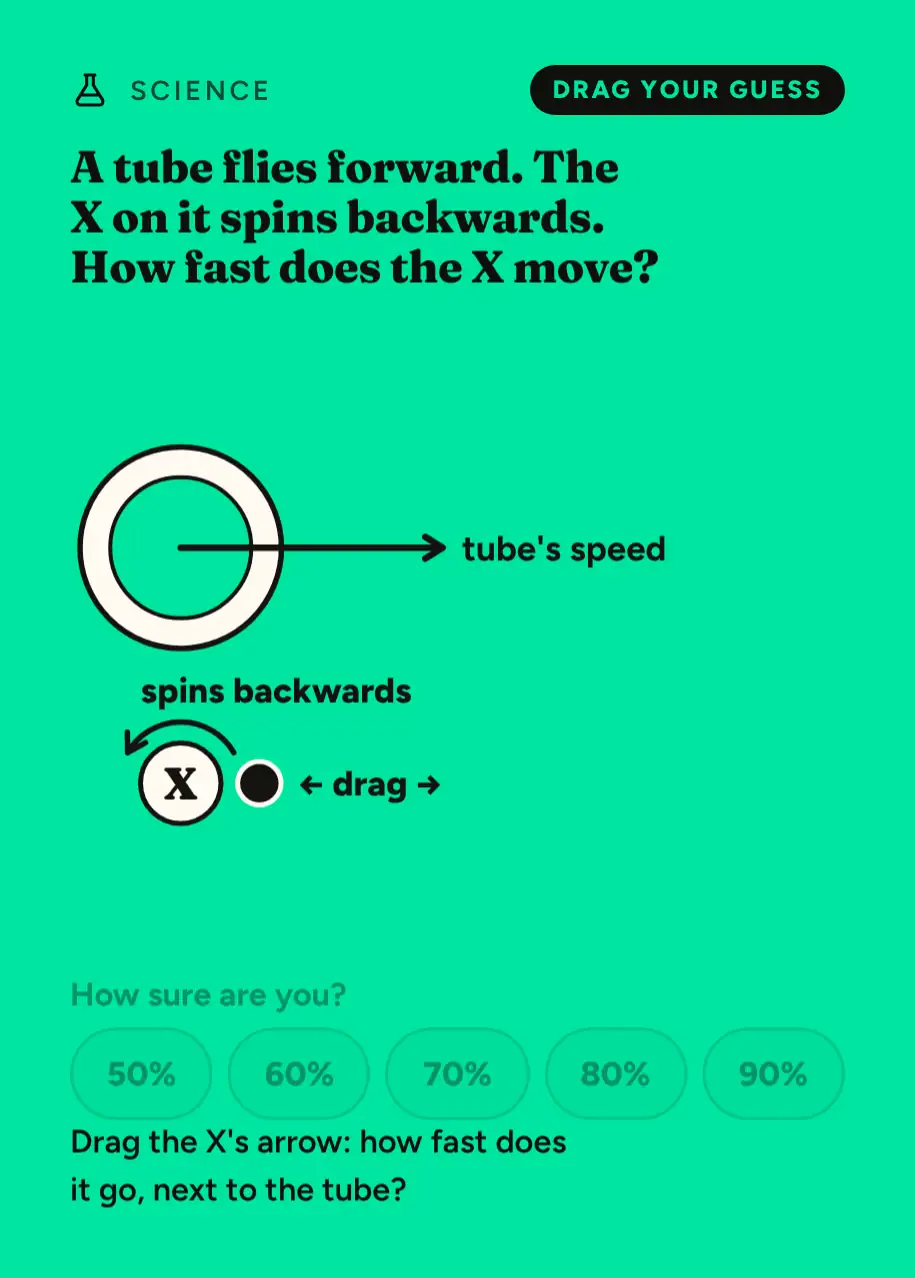 SCIENCE
DRAG YOUR GUESS
A tube flies forward. The
X on it spins backwards.
How fast does the X move?
tube's speed
spins backwards
X
← drag →
How sure are you?
50%
60%
70%
80%
90%
Drag the X's arrow: how fast does
it go, next to the tube?